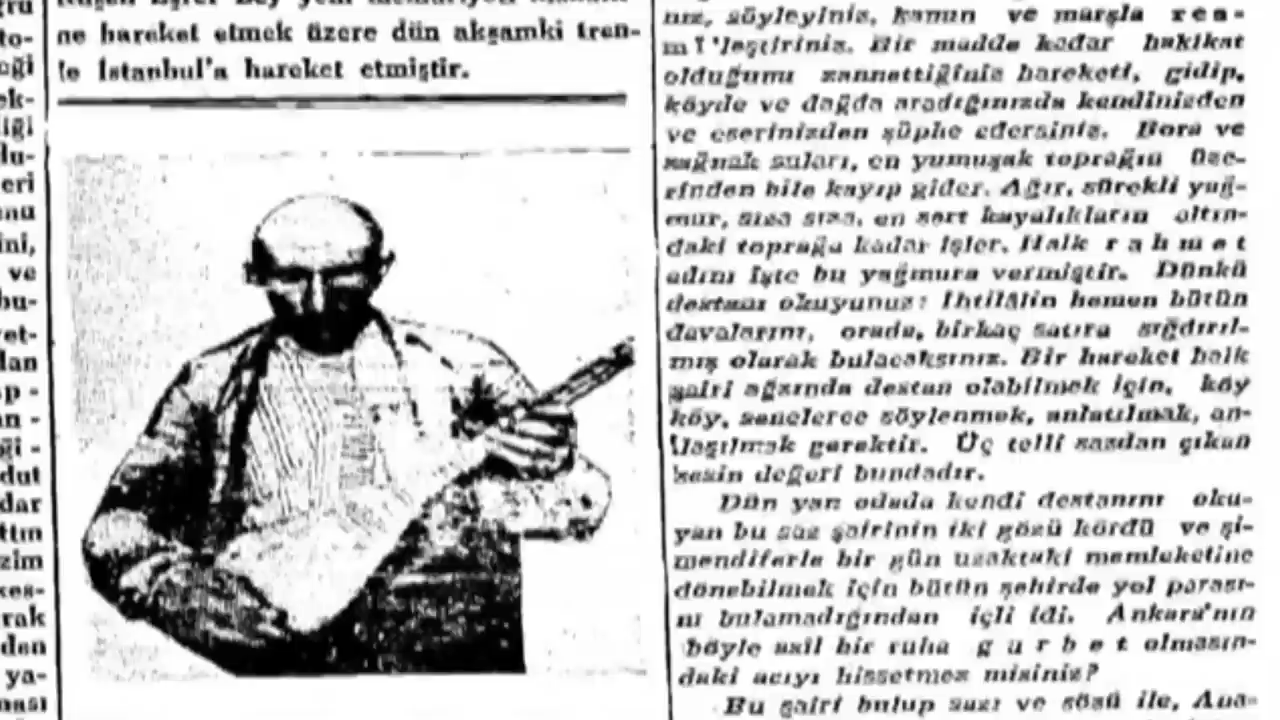 ne hareket etmek üzere dün akşamki tren-
le İstanbul'a hareket etmiştir.
niz, söyleyiniz, kanun ve marşla res-
mî'leştiriniz. Bir madde kadar hakikat
olduğunu zannettiğiniz hareketi, gidip,
köyde ve dağda aradığınızda kendinizden
ve eserinizden şüphe edersiniz. Bora ve
sağnak suları, en yumuşak toprağın üze-
rinden bile kayıp gider. Ağır, sürekli yağ-
mur, sıza sıza, en sert kayalıkların altın-
daki toprağa kadar işler. Halk rahmet
adını işte bu yağmura vermiştir. Dünkü
destanı okuyunuz: İhtilâlin hemen bütün
davalarını, orada, birkaç satıra sığdırıl-
mış olarak bulacaksınız. Bir hareket halk
şairi ağzında destan olabilmek için, köy
köy, senelerce söylenmek, anlatılmak, an-
laşılmak gerektir. Üç telli sazdan çıkan
sesin değeri bundadır.
Dün yan odada kendi destanını oku-
yan bu saz şairinin iki gözü kördü ve şi-
mendiferle bir gün uzaktaki memleketine
dönebilmek için bütün şehirde yol parası-
nı bulamadığından içli idi. Ankara'nın
böyle asil bir ruha gurbet olmasın-
daki acıyı hissetmez misiniz?
Bu şairi bulup sazı ve sözü ile, Ana-